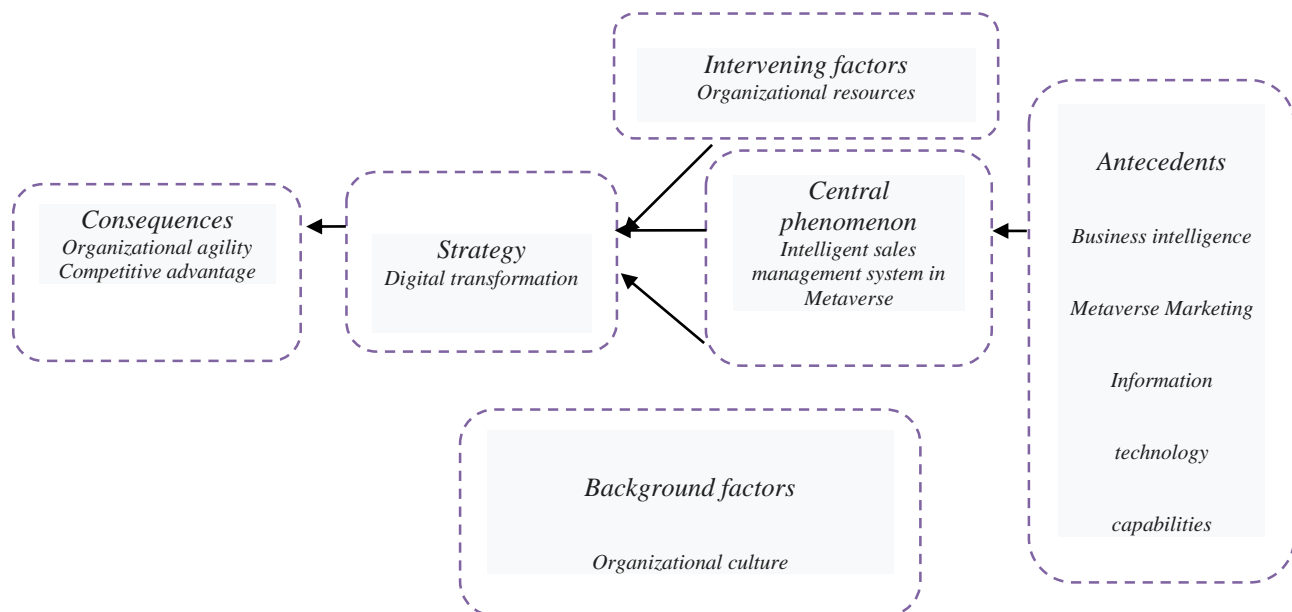 Intervening factors
Organizational resources
Antecedents
Business intelligence
Metaverse Marketing
Information
technology
capabilities
Central
phenomenon
Intelligent sales
management system in
Metaverse
Strategy
Digital transformation
Consequences
Organizational agility
Competitive advantage
Background factors
Organizational culture